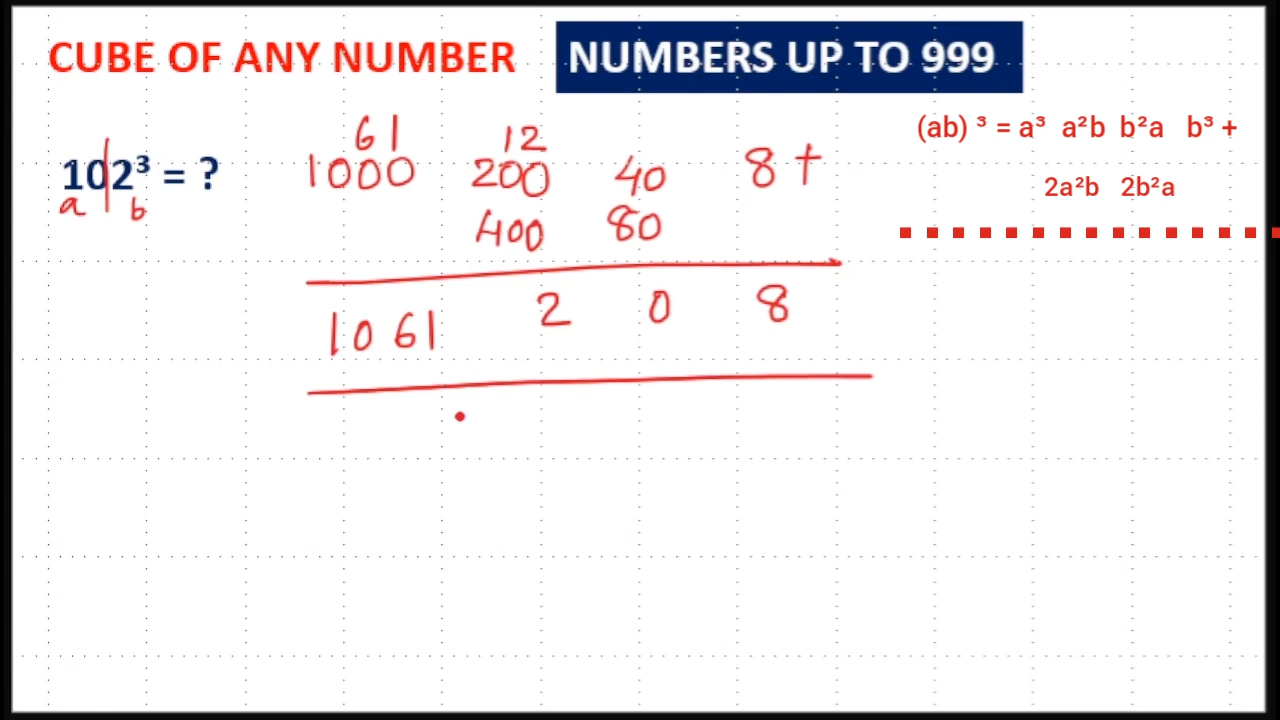 CUBE OF ANY NUMBER NUMBERS UP TO 999
(ab) ³ = a³ a²b b²a b³ +
2a²b 2b²a
61 12
102³ = ? 1000 200 40 8 +
a b 400 80
1061 2 0 8